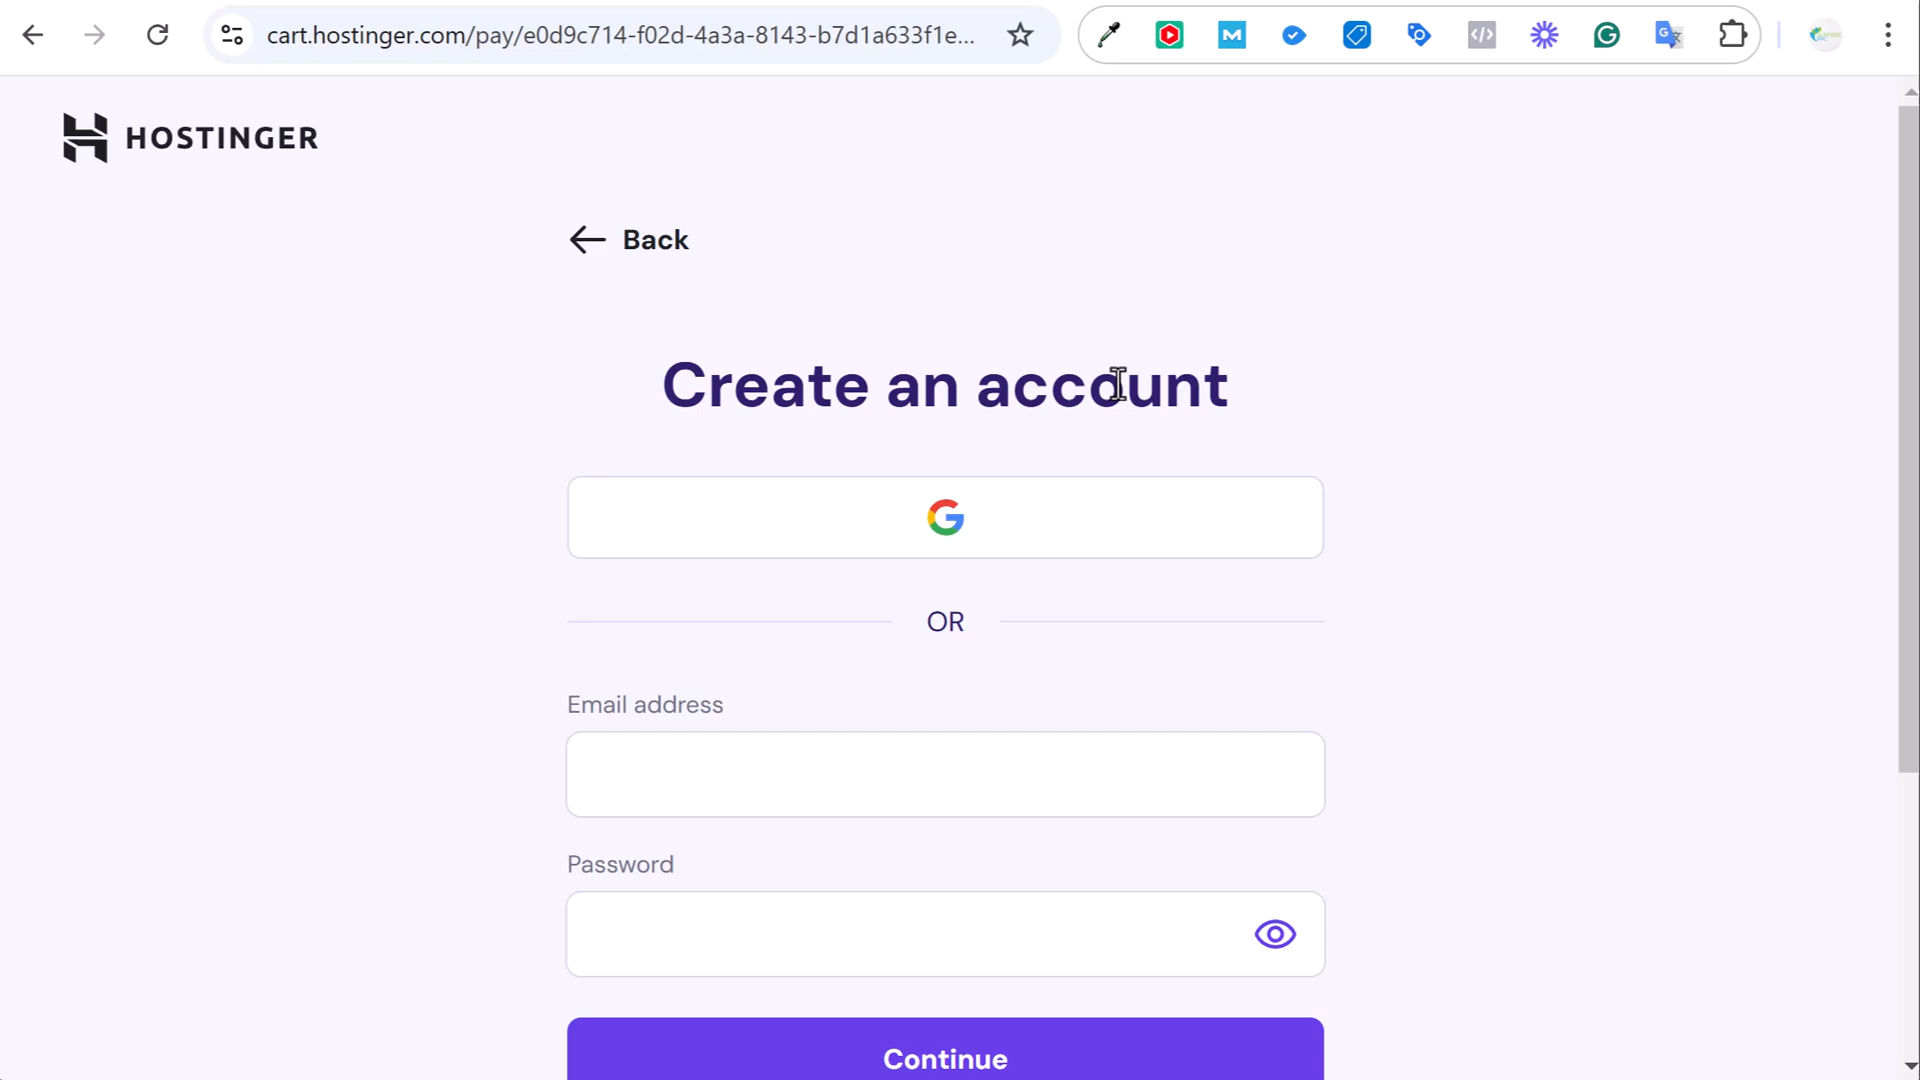 cart.hostinger.com/pay/e0d9c714-f02d-4a3a-8143-b7d1a633f1e...
HOSTINGER
Back
Create an account
OR
Email address
Password
Continue